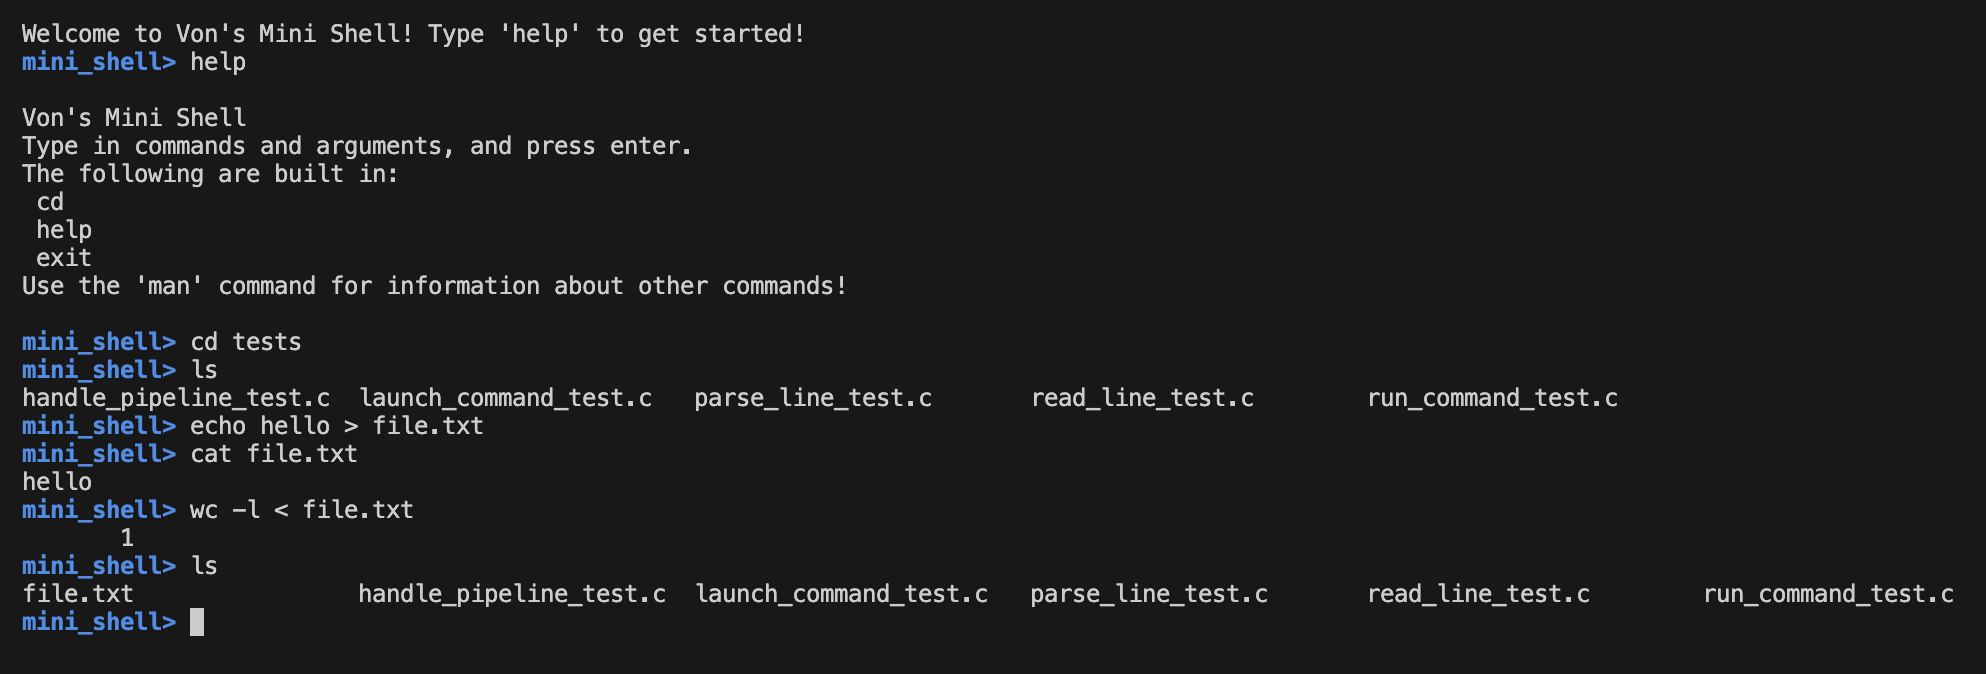 Welcome to Von's Mini Shell! Type 'help' to get started!
mini_shell> help
Von's Mini Shell
Type in commands and arguments, and press enter.
The following are built in:
 cd
 help
 exit
Use the 'man' command for information about other commands!
mini_shell> cd tests
mini_shell> ls
handle_pipeline_test.c  launch_command_test.c   parse_line_test.c       read_line_test.c        run_command_test.c
mini_shell> echo hello > file.txt
mini_shell> cat file.txt
hello
mini_shell> wc -l < file.txt
       1
mini_shell> ls
file.txt                handle_pipeline_test.c  launch_command_test.c   parse_line_test.c       read_line_test.c        run_command_test.c
mini_shell>